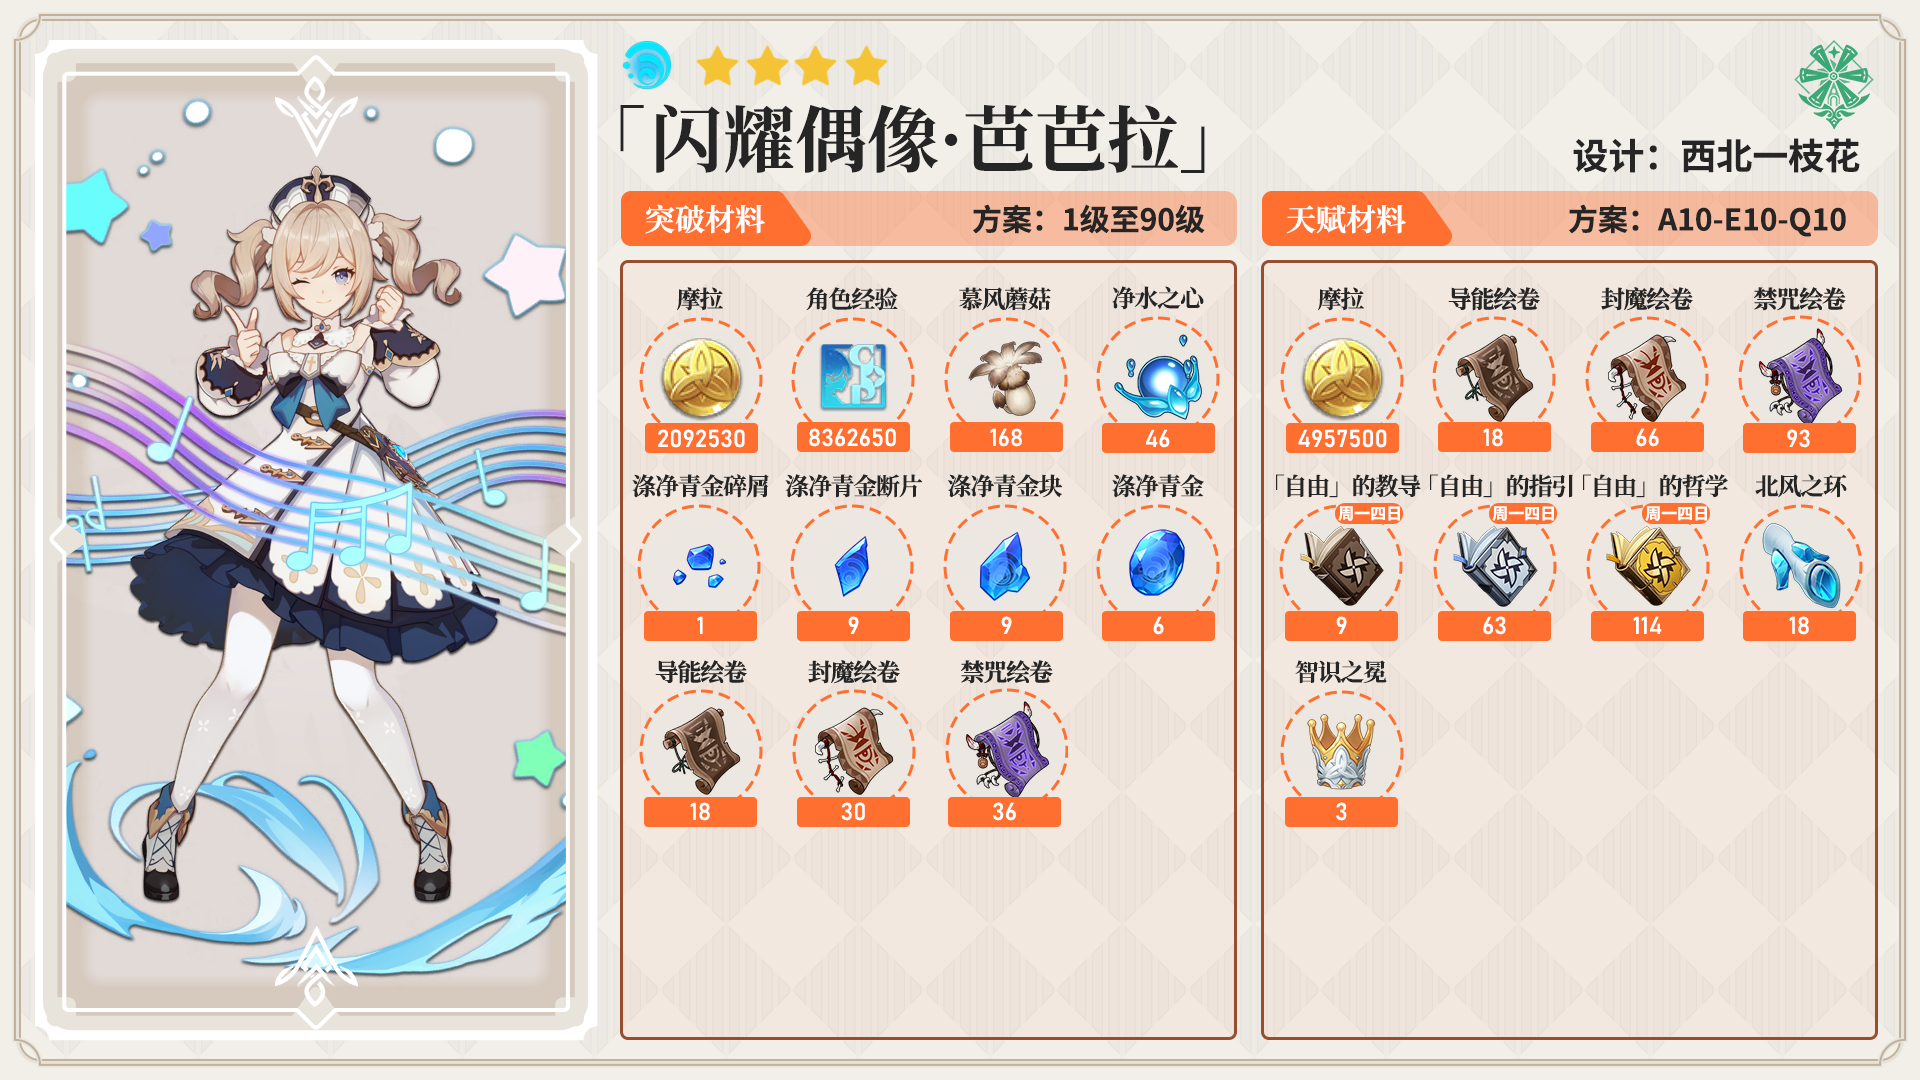 「闪耀偶像·芭芭拉」
设计：西北一枝花
突破材料
方案：1级至90级
摩拉 角色经验 慕风蘑菇 净水之心
2092530 8362650 168 46
涤净青金碎屑 涤净青金断片 涤净青金块 涤净青金
1 9 9 6
导能绘卷 封魔绘卷 禁咒绘卷
18 30 36
天赋材料
方案：A10-E10-Q10
摩拉 导能绘卷 封魔绘卷 禁咒绘卷
4957500 18 66 93
「自由」的教导 「自由」的指引 「自由」的哲学 北风之环
周一四日 周一四日 周一四日
9 63 114 18
智识之冕
3